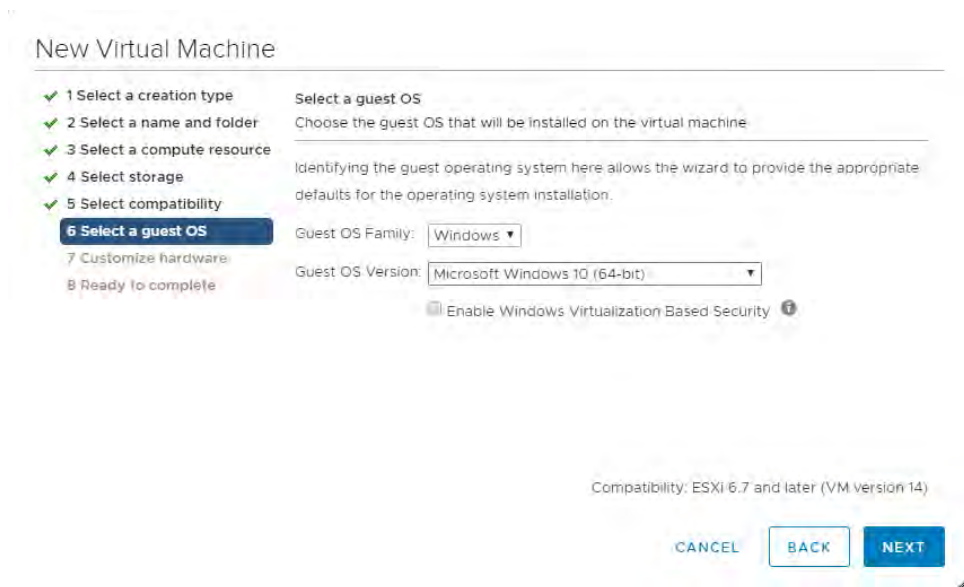 New Virtual Machine
1 Select a creation type
2 Select a name and folder
3 Select a compute resource
4 Select storage
5 Select compatibility
6 Select a guest OS
7 Customize hardware
8 Ready to complete
Select a guest OS
Choose the guest OS that will be installed on the virtual machine
Identifying the guest operating system here allows the wizard to provide the appropriate
defaults for the operating system installation.
Guest OS Family: Windows
Guest OS Version: Microsoft Windows 10 (64-bit)
Enable Windows Virtualization Based Security
Compatibility: ESXi 6.7 and later (VM version 14)
CANCEL BACK NEXT